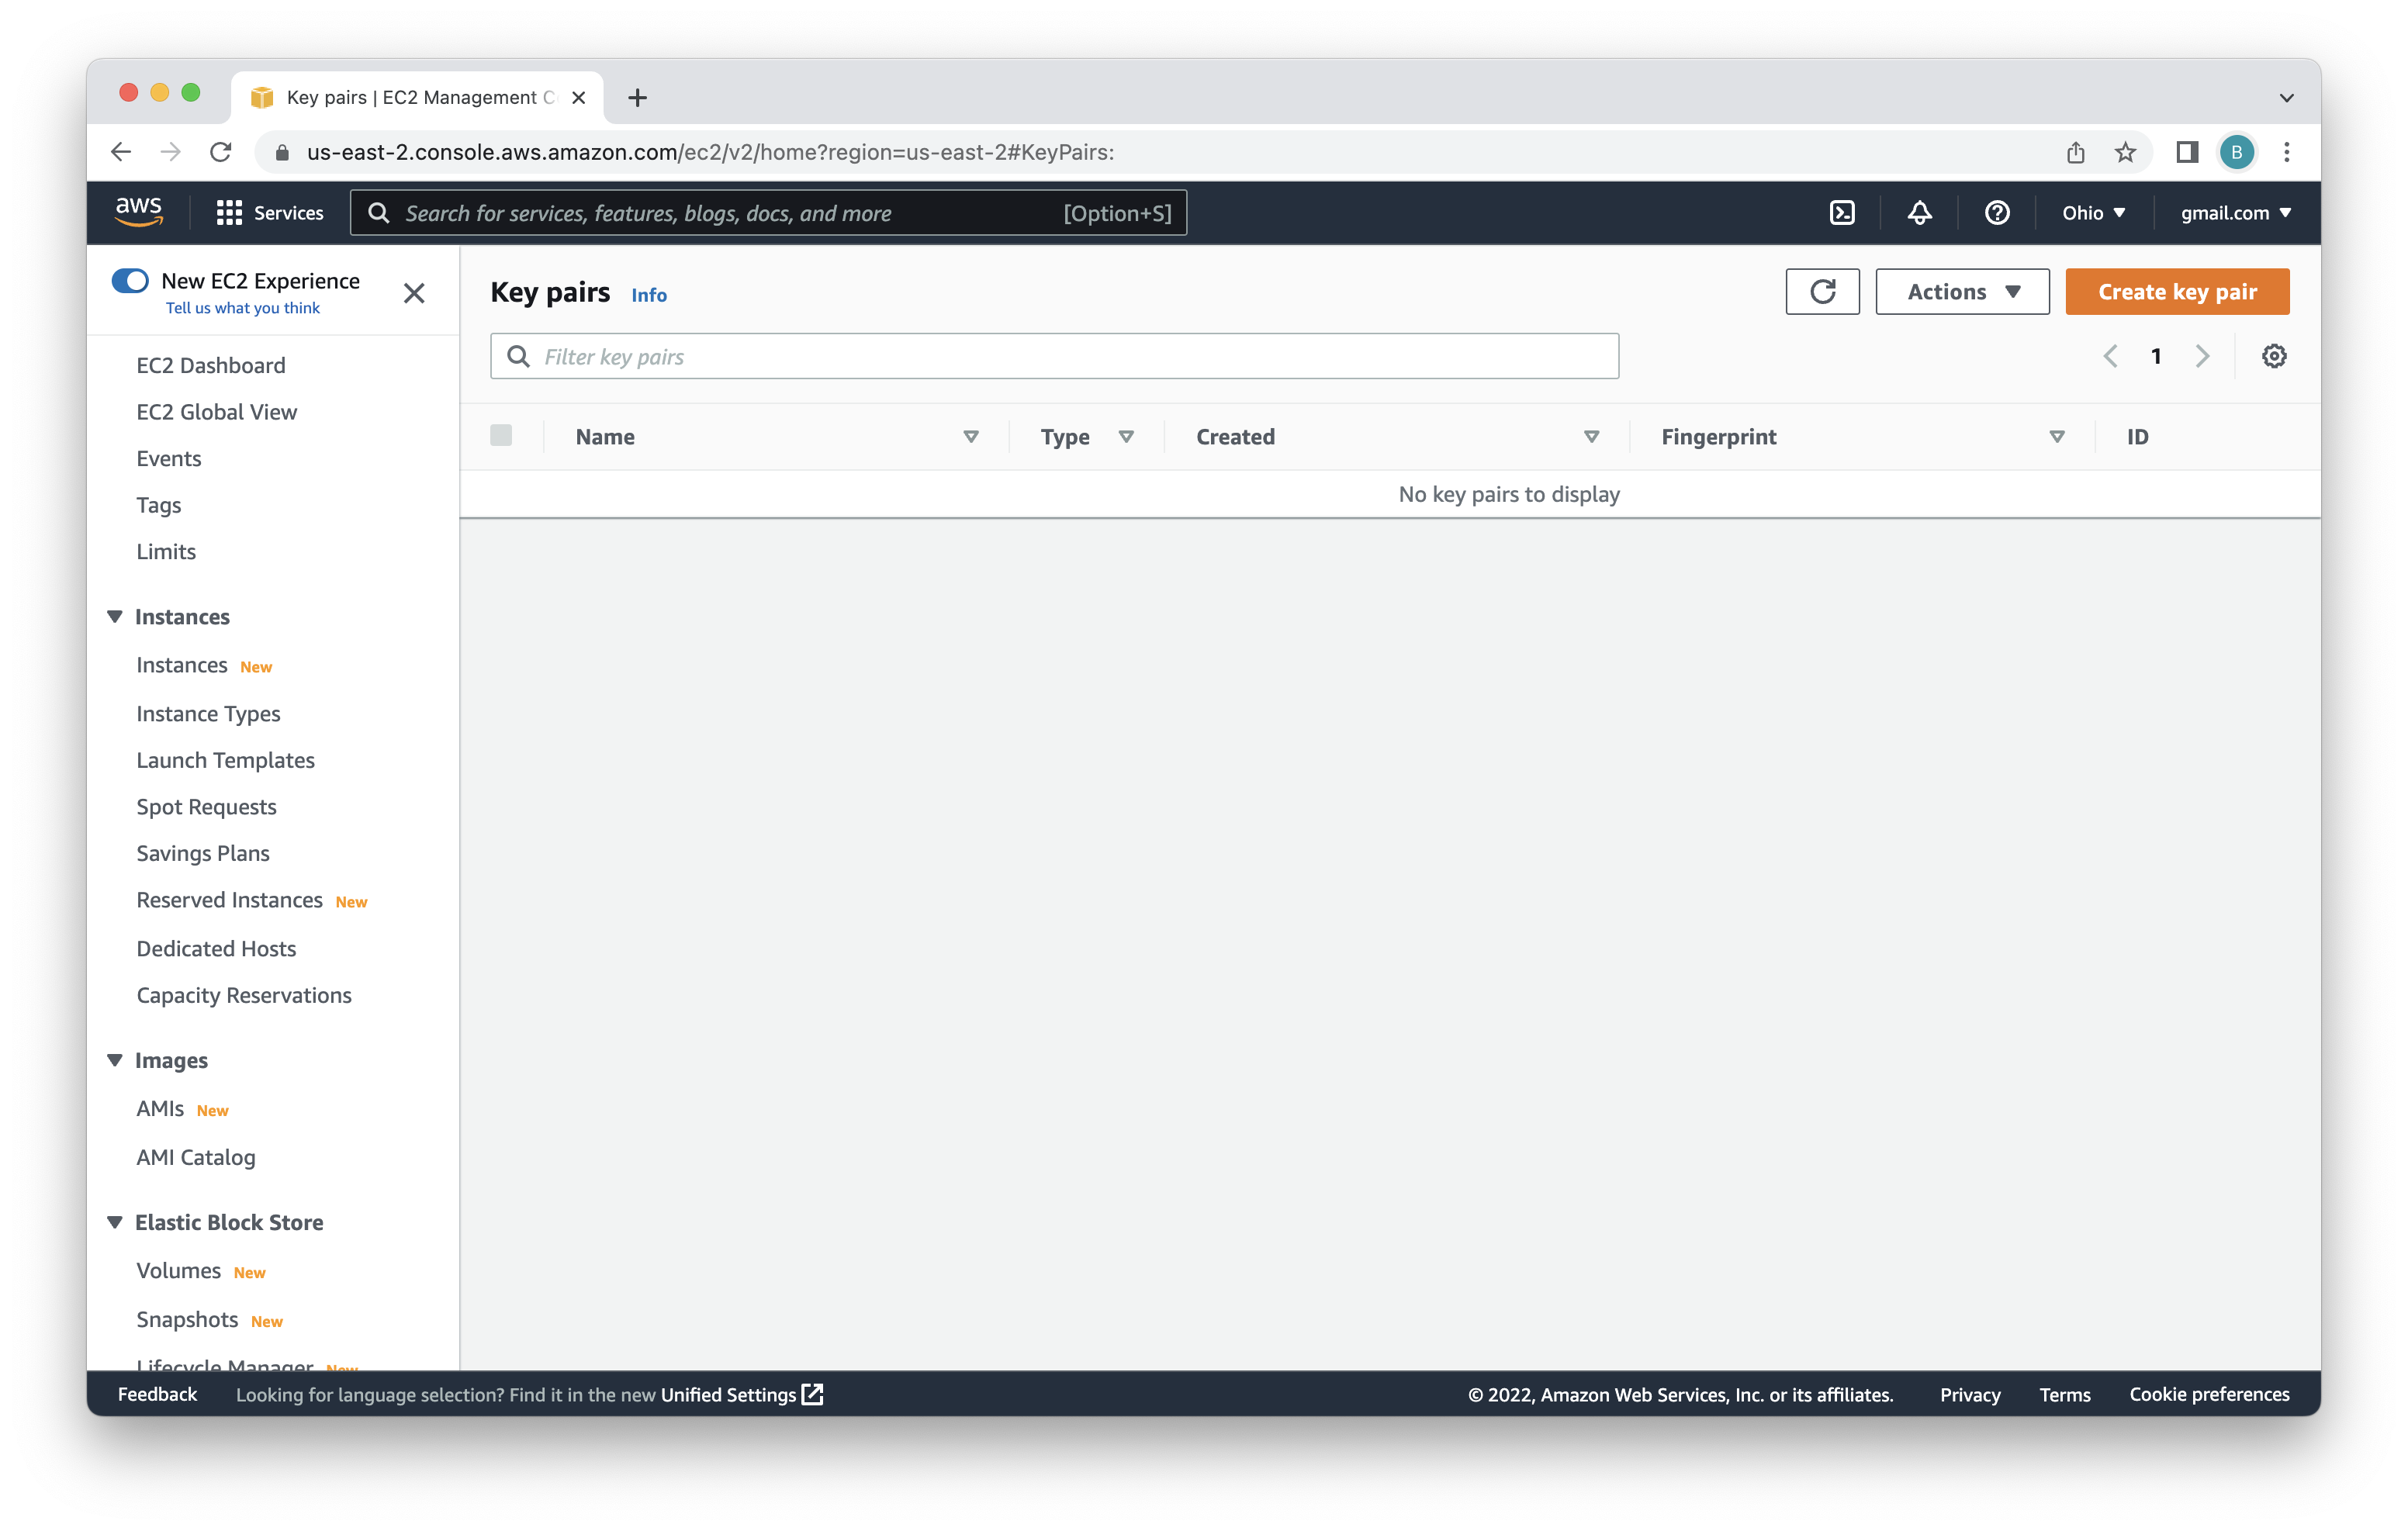 Key pairs | EC2 Management C
us-east-2.console.aws.amazon.com/ec2/v2/home?region=us-east-2#KeyPairs:
B
aws
Services
Search for services, features, blogs, docs, and more
[Option+S]
Ohio
gmail.com
New EC2 Experience
Tell us what you think
EC2 Dashboard
EC2 Global View
Events
Tags
Limits
Instances
Instances New
Instance Types
Launch Templates
Spot Requests
Savings Plans
Reserved Instances New
Dedicated Hosts
Capacity Reservations
Images
AMIs New
AMI Catalog
Elastic Block Store
Volumes New
Snapshots New
Lifecycle Manager New
Key pairs Info
Actions
Create key pair
Filter key pairs
1
Name Type Created Fingerprint ID
No key pairs to display
Feedback
Looking for language selection? Find it in the new Unified Settings
© 2022, Amazon Web Services, Inc. or its affiliates.
Privacy
Terms
Cookie preferences